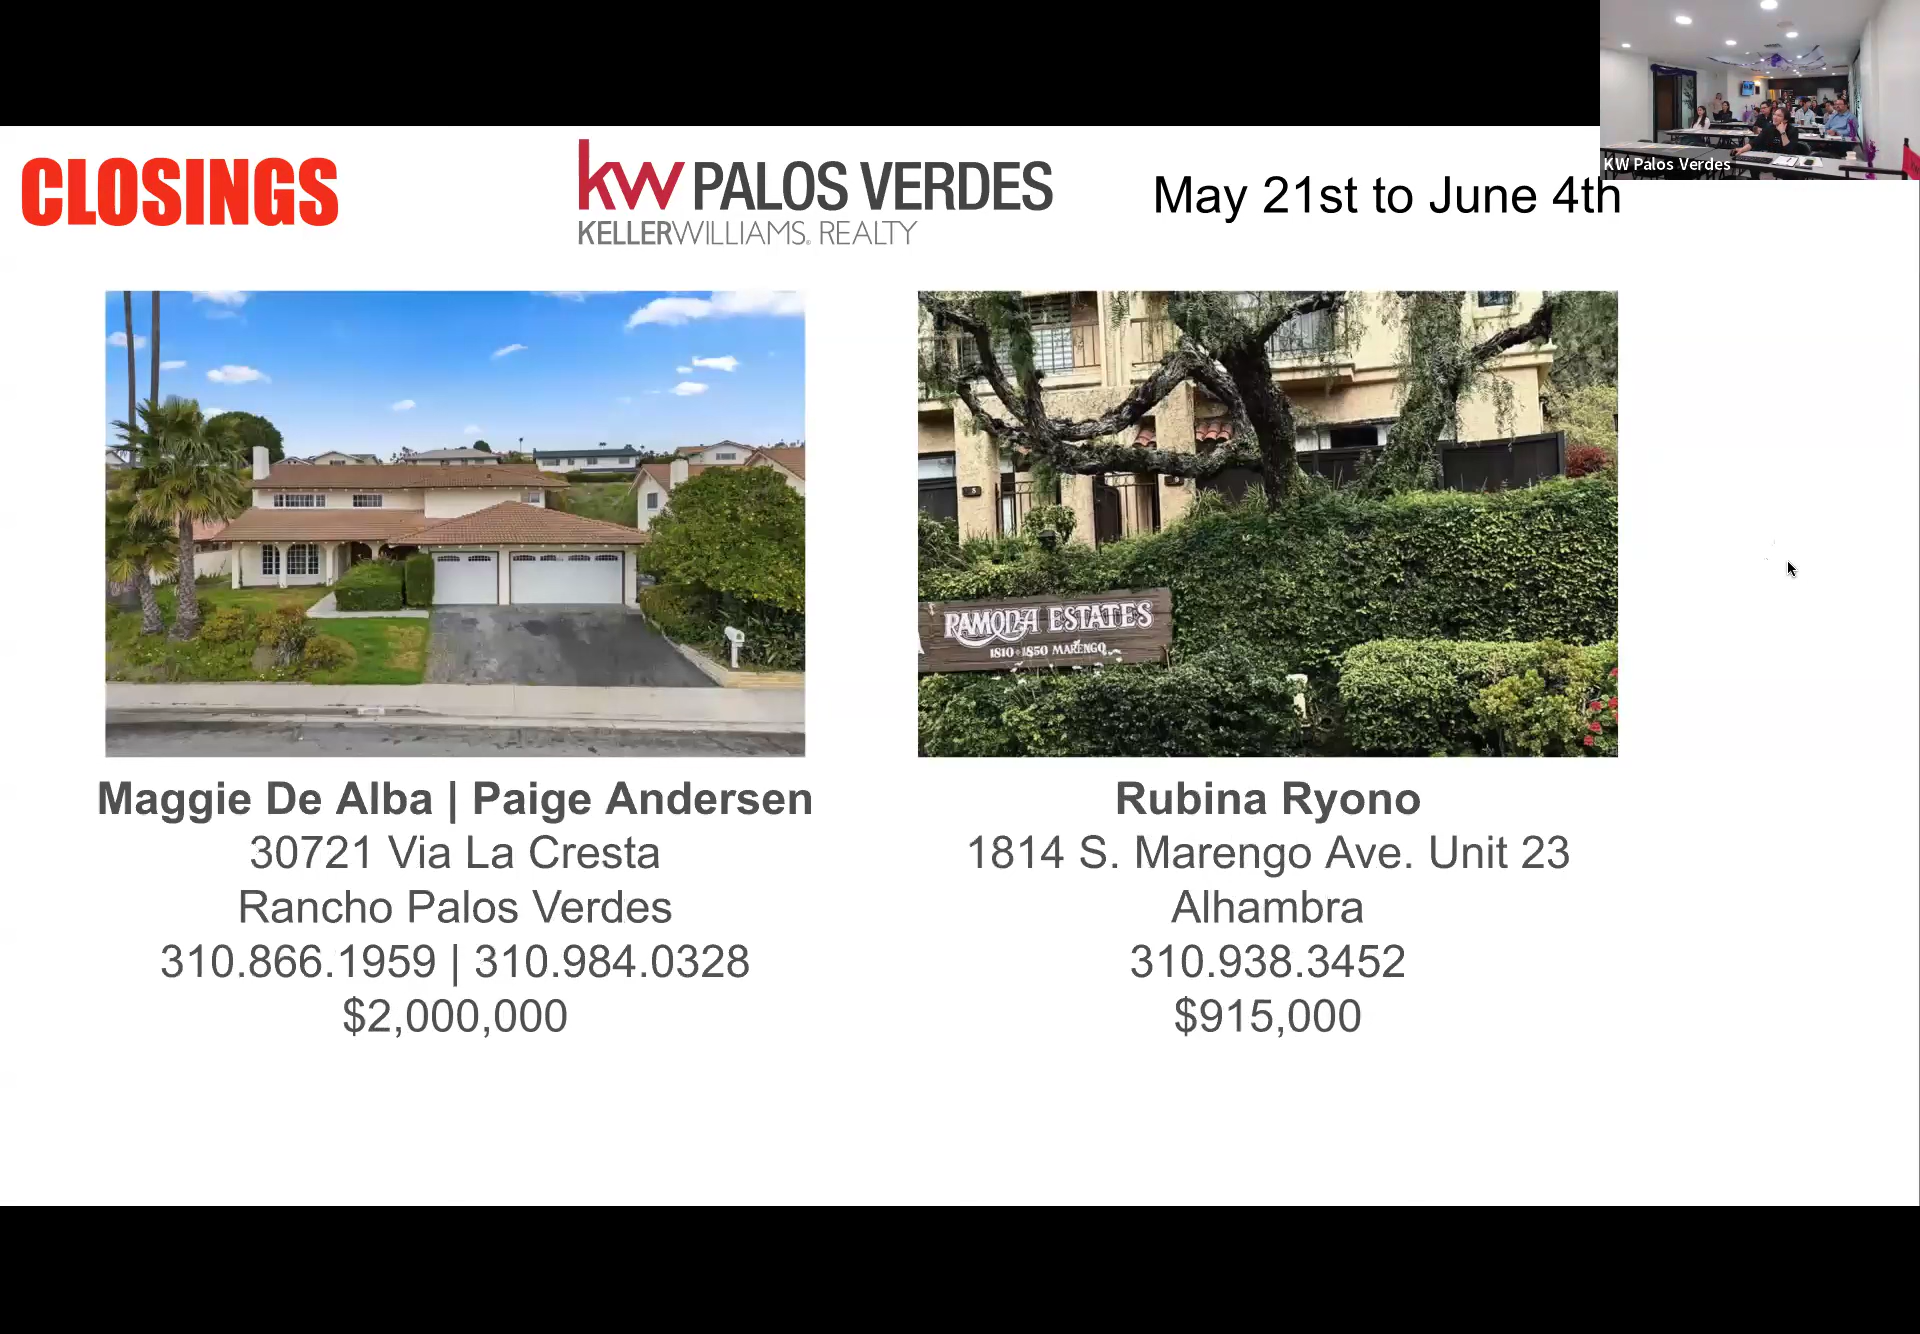 CLOSINGS
kw PALOS VERDES
KELLERWILLIAMS. REALTY
May 21st to June 4th
KW Palos Verdes
RAMONA ESTATES
1810 - 1850 MARENGO
Maggie De Alba | Paige Andersen
30721 Via La Cresta
Rancho Palos Verdes
310.866.1959 | 310.984.0328
$2,000,000
Rubina Ryono
1814 S. Marengo Ave. Unit 23
Alhambra
310.938.3452
$915,000